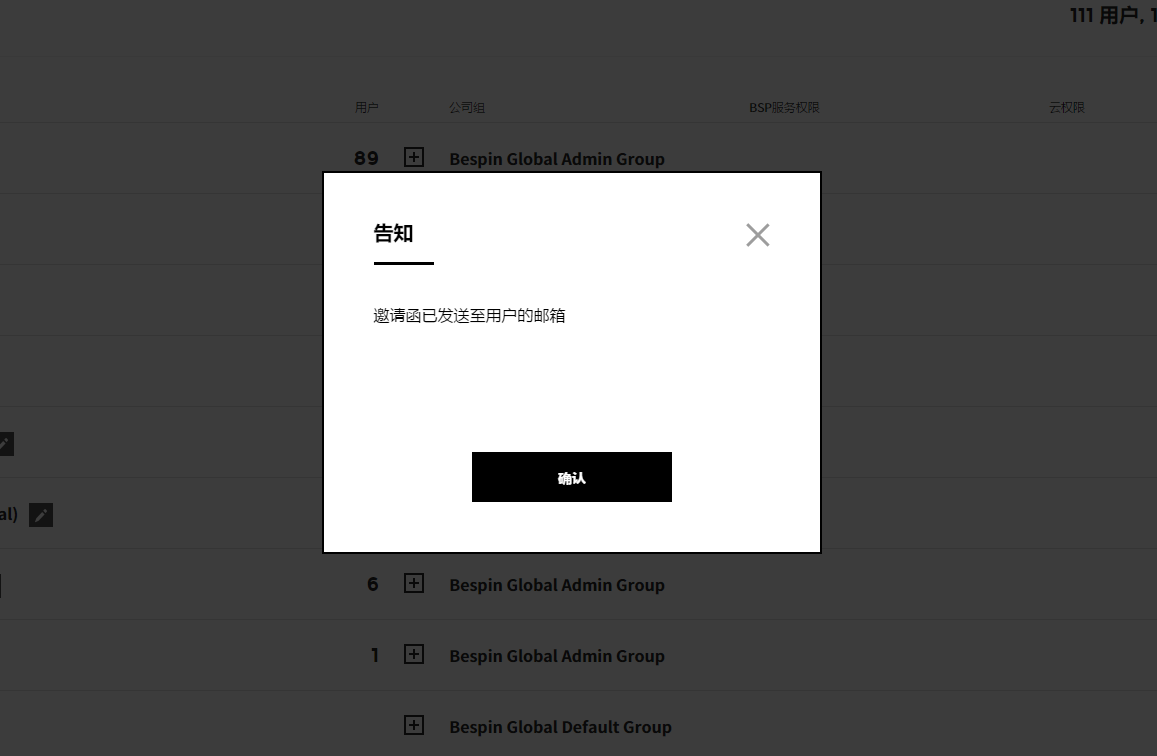 111 用户, 1
用户 公司组 BSP服务权限 云权限
89 Bespin Global Admin Group
告知
邀请函已发送至用户的邮箱
确认
al)
6 Bespin Global Admin Group
1 Bespin Global Admin Group
Bespin Global Default Group